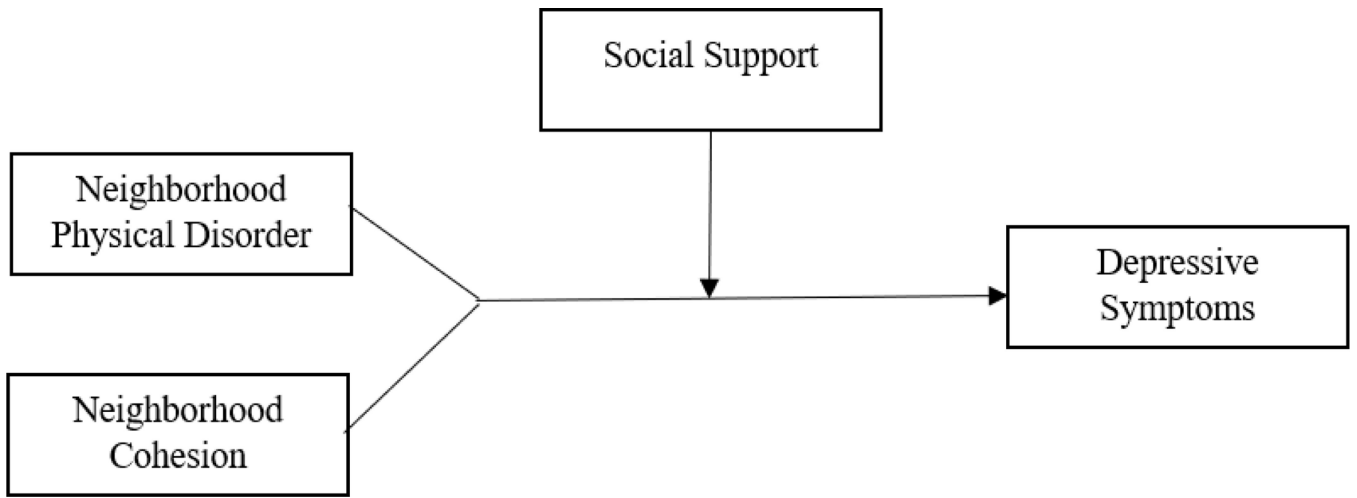 Social Support
Neighborhood
Physical Disorder
Depressive
Symptoms
Neighborhood
Cohesion